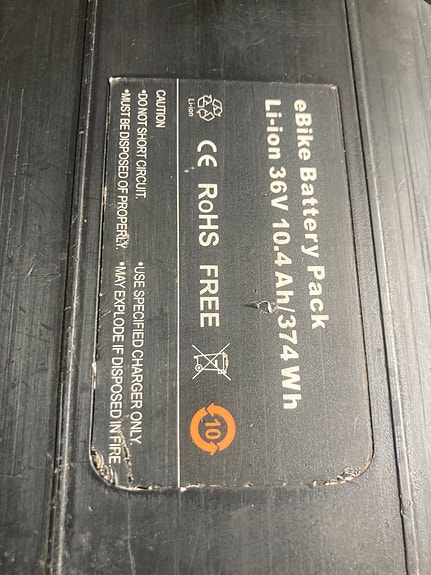 eBike Battery Pack
Li-ion 36V 10.4Ah/374Wh
Li-ion
CE RoHS FREE
10
CAUTION
•DO NOT SHORT CIRCUIT.
•USE SPECIFIED CHARGER ONLY.
•MUST BE DISPOSED OF PROPERLY.
•MAY EXPLODE IF DISPOSED IN FIRE